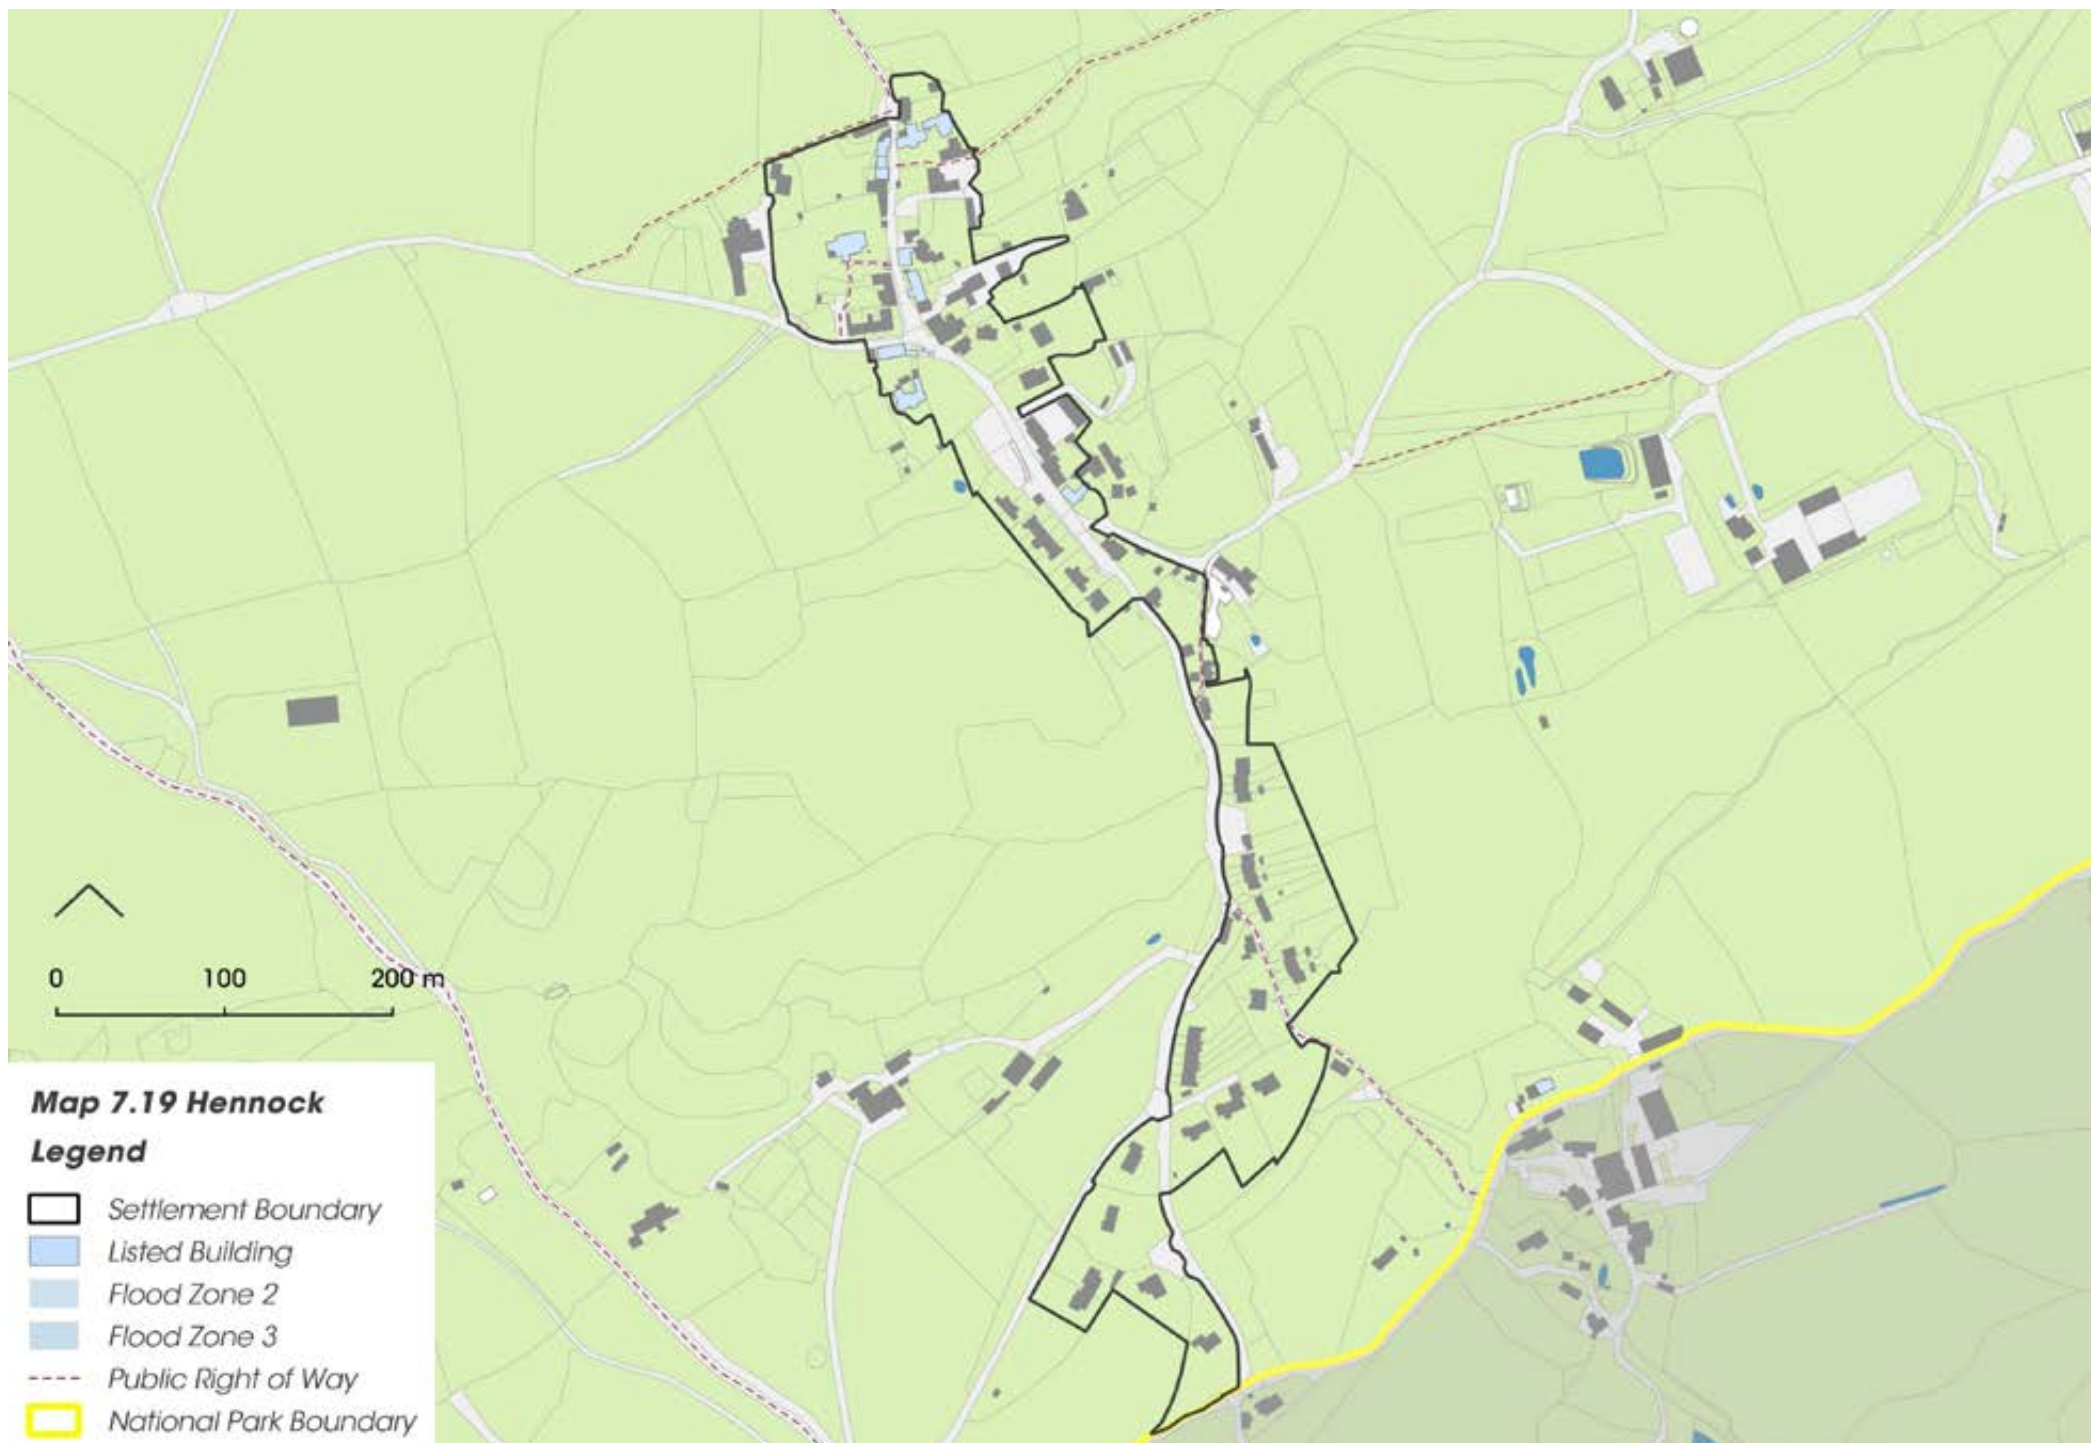 0 100 200 m
Map 7.19 Hennock
Legend
Settlement Boundary
Listed Building
Flood Zone 2
Flood Zone 3
Public Right of Way
National Park Boundary